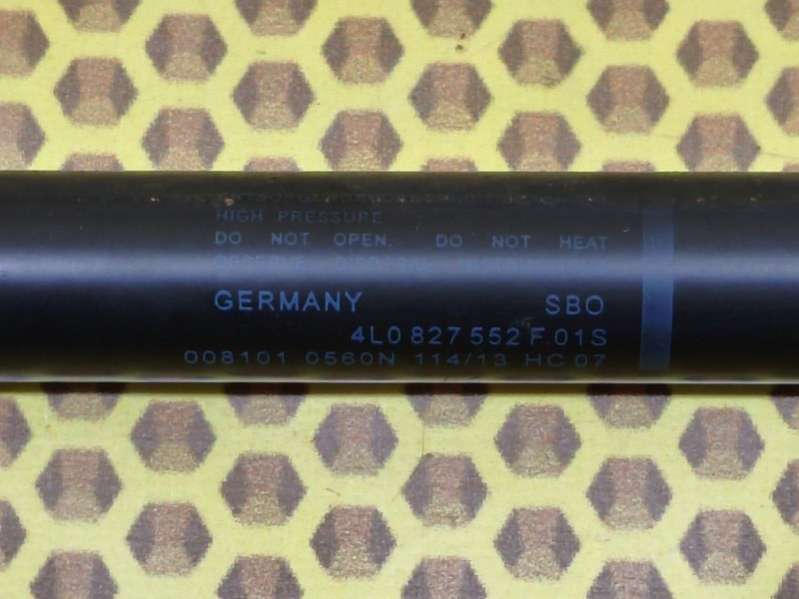 HIGH PRESSURE
DO NOT OPEN. DO NOT HEAT
GERMANY SBO
4L0 827 552 F 01S
008101 0560N 114/13 HC 07